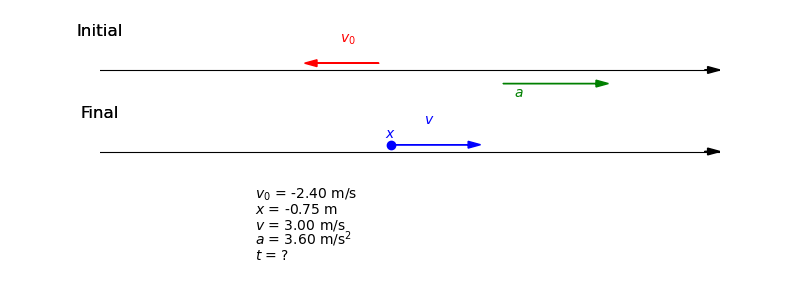 Initial
v₀
a
Final
v
x
v₀ = -2.40 m/s
x = -0.75 m
v = 3.00 m/s
a = 3.60 m/s²
t = ?